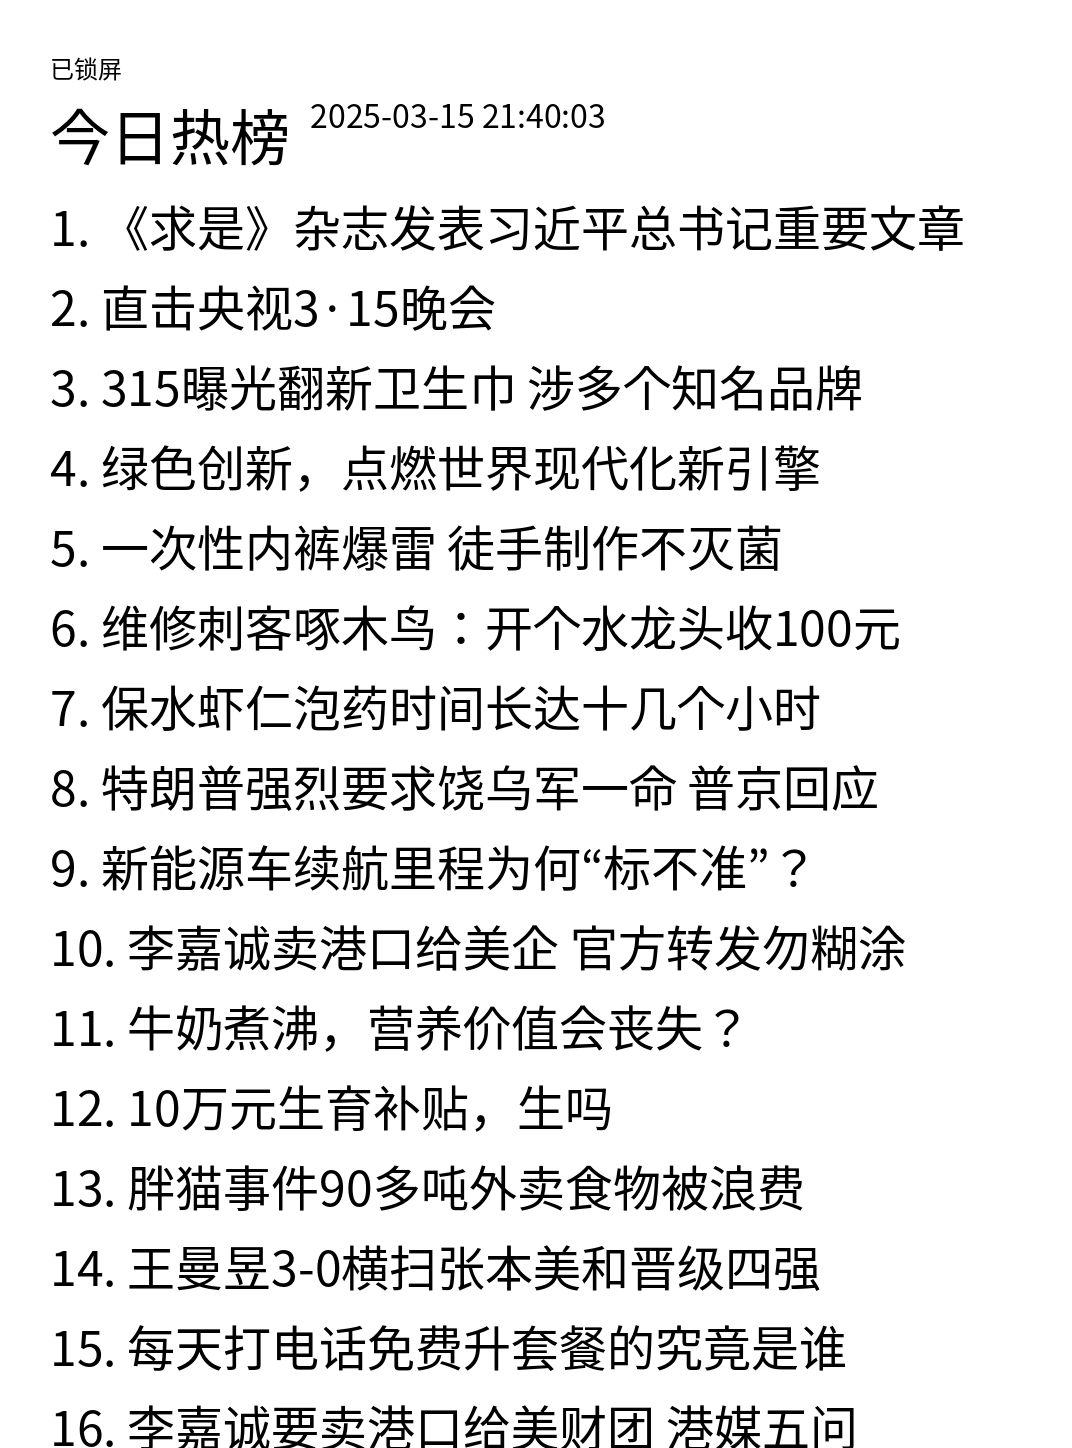 已锁屏
今日热榜 2025-03-15 21:40:03
1. 《求是》杂志发表习近平总书记重要文章
2. 直击央视3·15晚会
3. 315曝光翻新卫生巾 涉多个知名品牌
4. 绿色创新，点燃世界现代化新引擎
5. 一次性内裤爆雷 徒手制作不灭菌
6. 维修刺客啄木鸟：开个水龙头收100元
7. 保水虾仁泡药时间长达十几个小时
8. 特朗普强烈要求饶乌军一命 普京回应
9. 新能源车续航里程为何“标不准”？
10. 李嘉诚卖港口给美企 官方转发勿糊涂
11. 牛奶煮沸，营养价值会丧失？
12. 10万元生育补贴，生吗
13. 胖猫事件90多吨外卖食物被浪费
14. 王曼昱3-0横扫张本美和晋级四强
15. 每天打电话免费升套餐的究竟是谁
16. 李嘉诚要卖港口给美财团 港媒五问